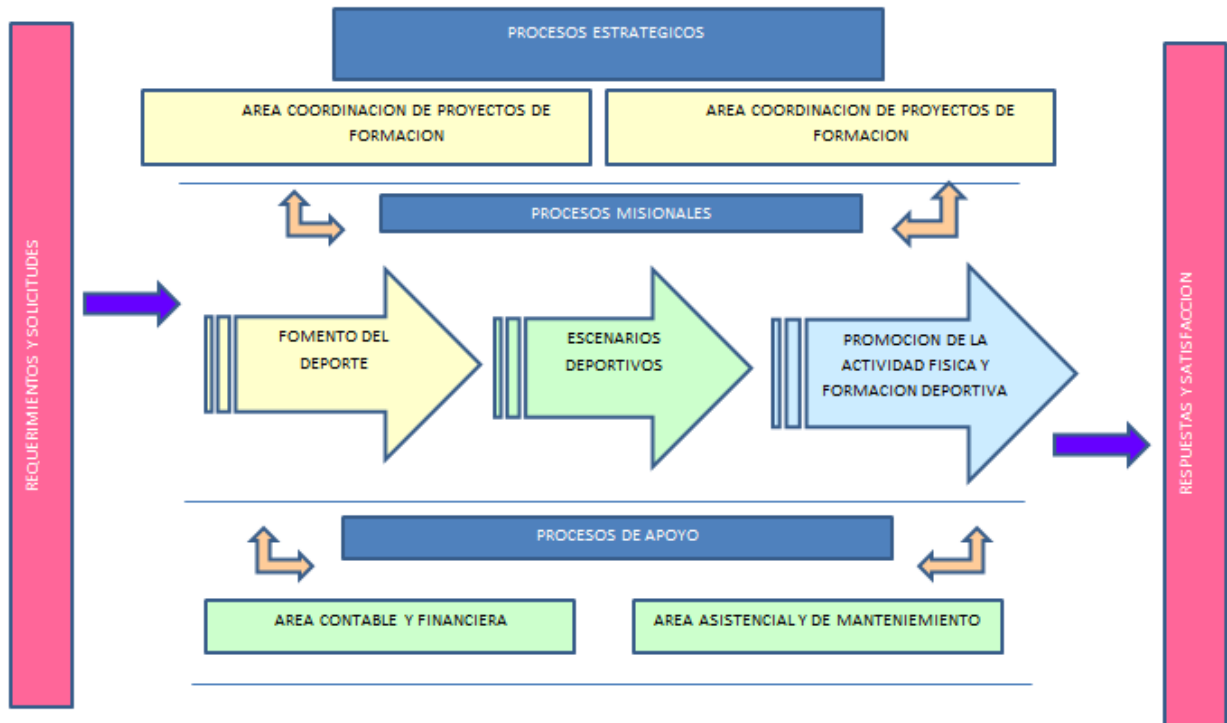 PROCESOS ESTRATEGICOS
AREA COORDINACION DE PROYECTOS DE
FORMACION
AREA COORDINACION DE PROYECTOS DE
FORMACION
PROCESOS MISIONALES
REQUERIMIENTOS Y SOLICITUDES
FOMENTO DEL
DEPORTE
ESCENARIOS
DEPORTIVOS
PROMOCION DE LA
ACTIVIDAD FISICA Y
FORMACION DEPORTIVA
RESPUESTAS Y SATISFACCION
PROCESOS DE APOYO
AREA CONTABLE Y FINANCIERA
AREA ASISTENCIAL Y DE MANTENIEMIENTO